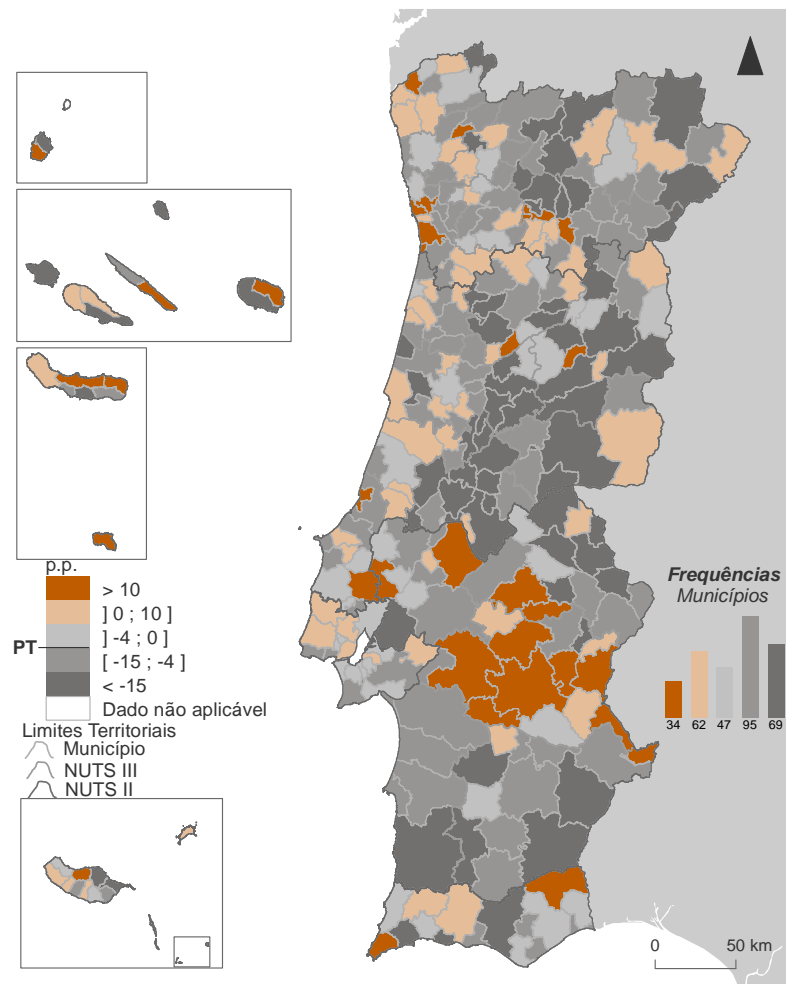 p.p.
> 10
] 0 ; 10 ]
] -4 ; 0 ]
PT
[ -15 ; -4 ]
< -15
Dado não aplicável
Limites Territoriais
Município
NUTS III
NUTS II
Frequências
Municípios
34 62 47 95 69
0 50 km